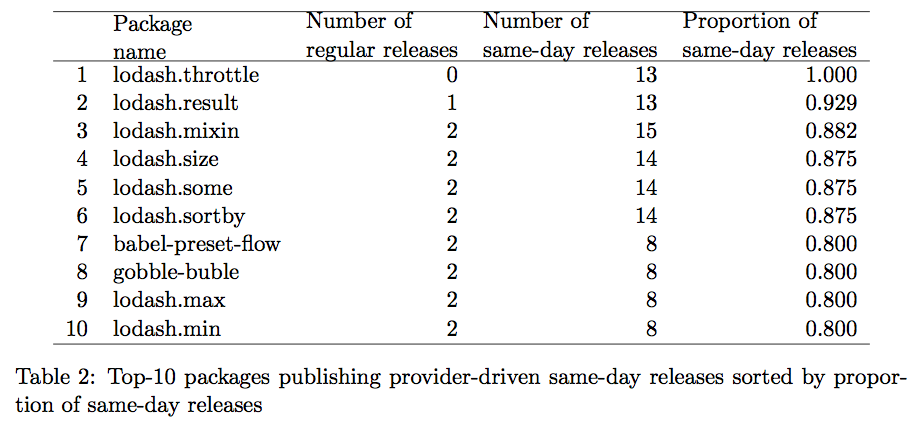 Package name Number of regular releases Number of same-day releases Proportion of same-day releases
1 lodash.throttle 0 13 1.000
2 lodash.result 1 13 0.929
3 lodash.mixin 2 15 0.882
4 lodash.size 2 14 0.875
5 lodash.some 2 14 0.875
6 lodash.sortby 2 14 0.875
7 babel-preset-flow 2 8 0.800
8 gobble-buble 2 8 0.800
9 lodash.max 2 8 0.800
10 lodash.min 2 8 0.800
Table 2: Top-10 packages publishing provider-driven same-day releases sorted by propor-
tion of same-day releases